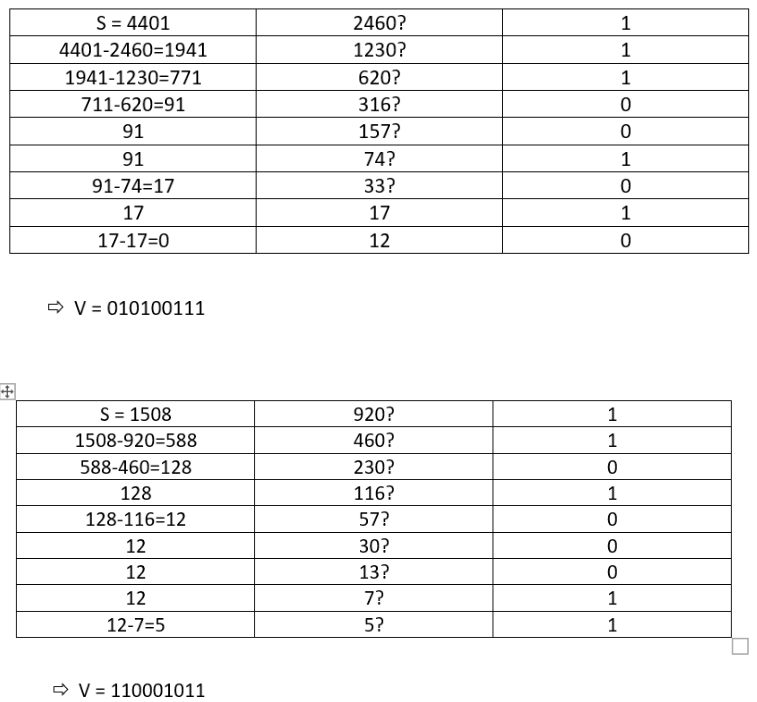 S = 4401 2460? 1
4401-2460=1941 1230? 1
1941-1230=771 620? 1
711-620=91 316? 0
91 157? 0
91 74? 1
91-74=17 33? 0
17 17 1
17-17=0 12 0
⇨ V = 010100111
S = 1508 920? 1
1508-920=588 460? 1
588-460=128 230? 0
128 116? 1
128-116=12 57? 0
12 30? 0
12 13? 0
12 7? 1
12-7=5 5? 1
⇨ V = 110001011